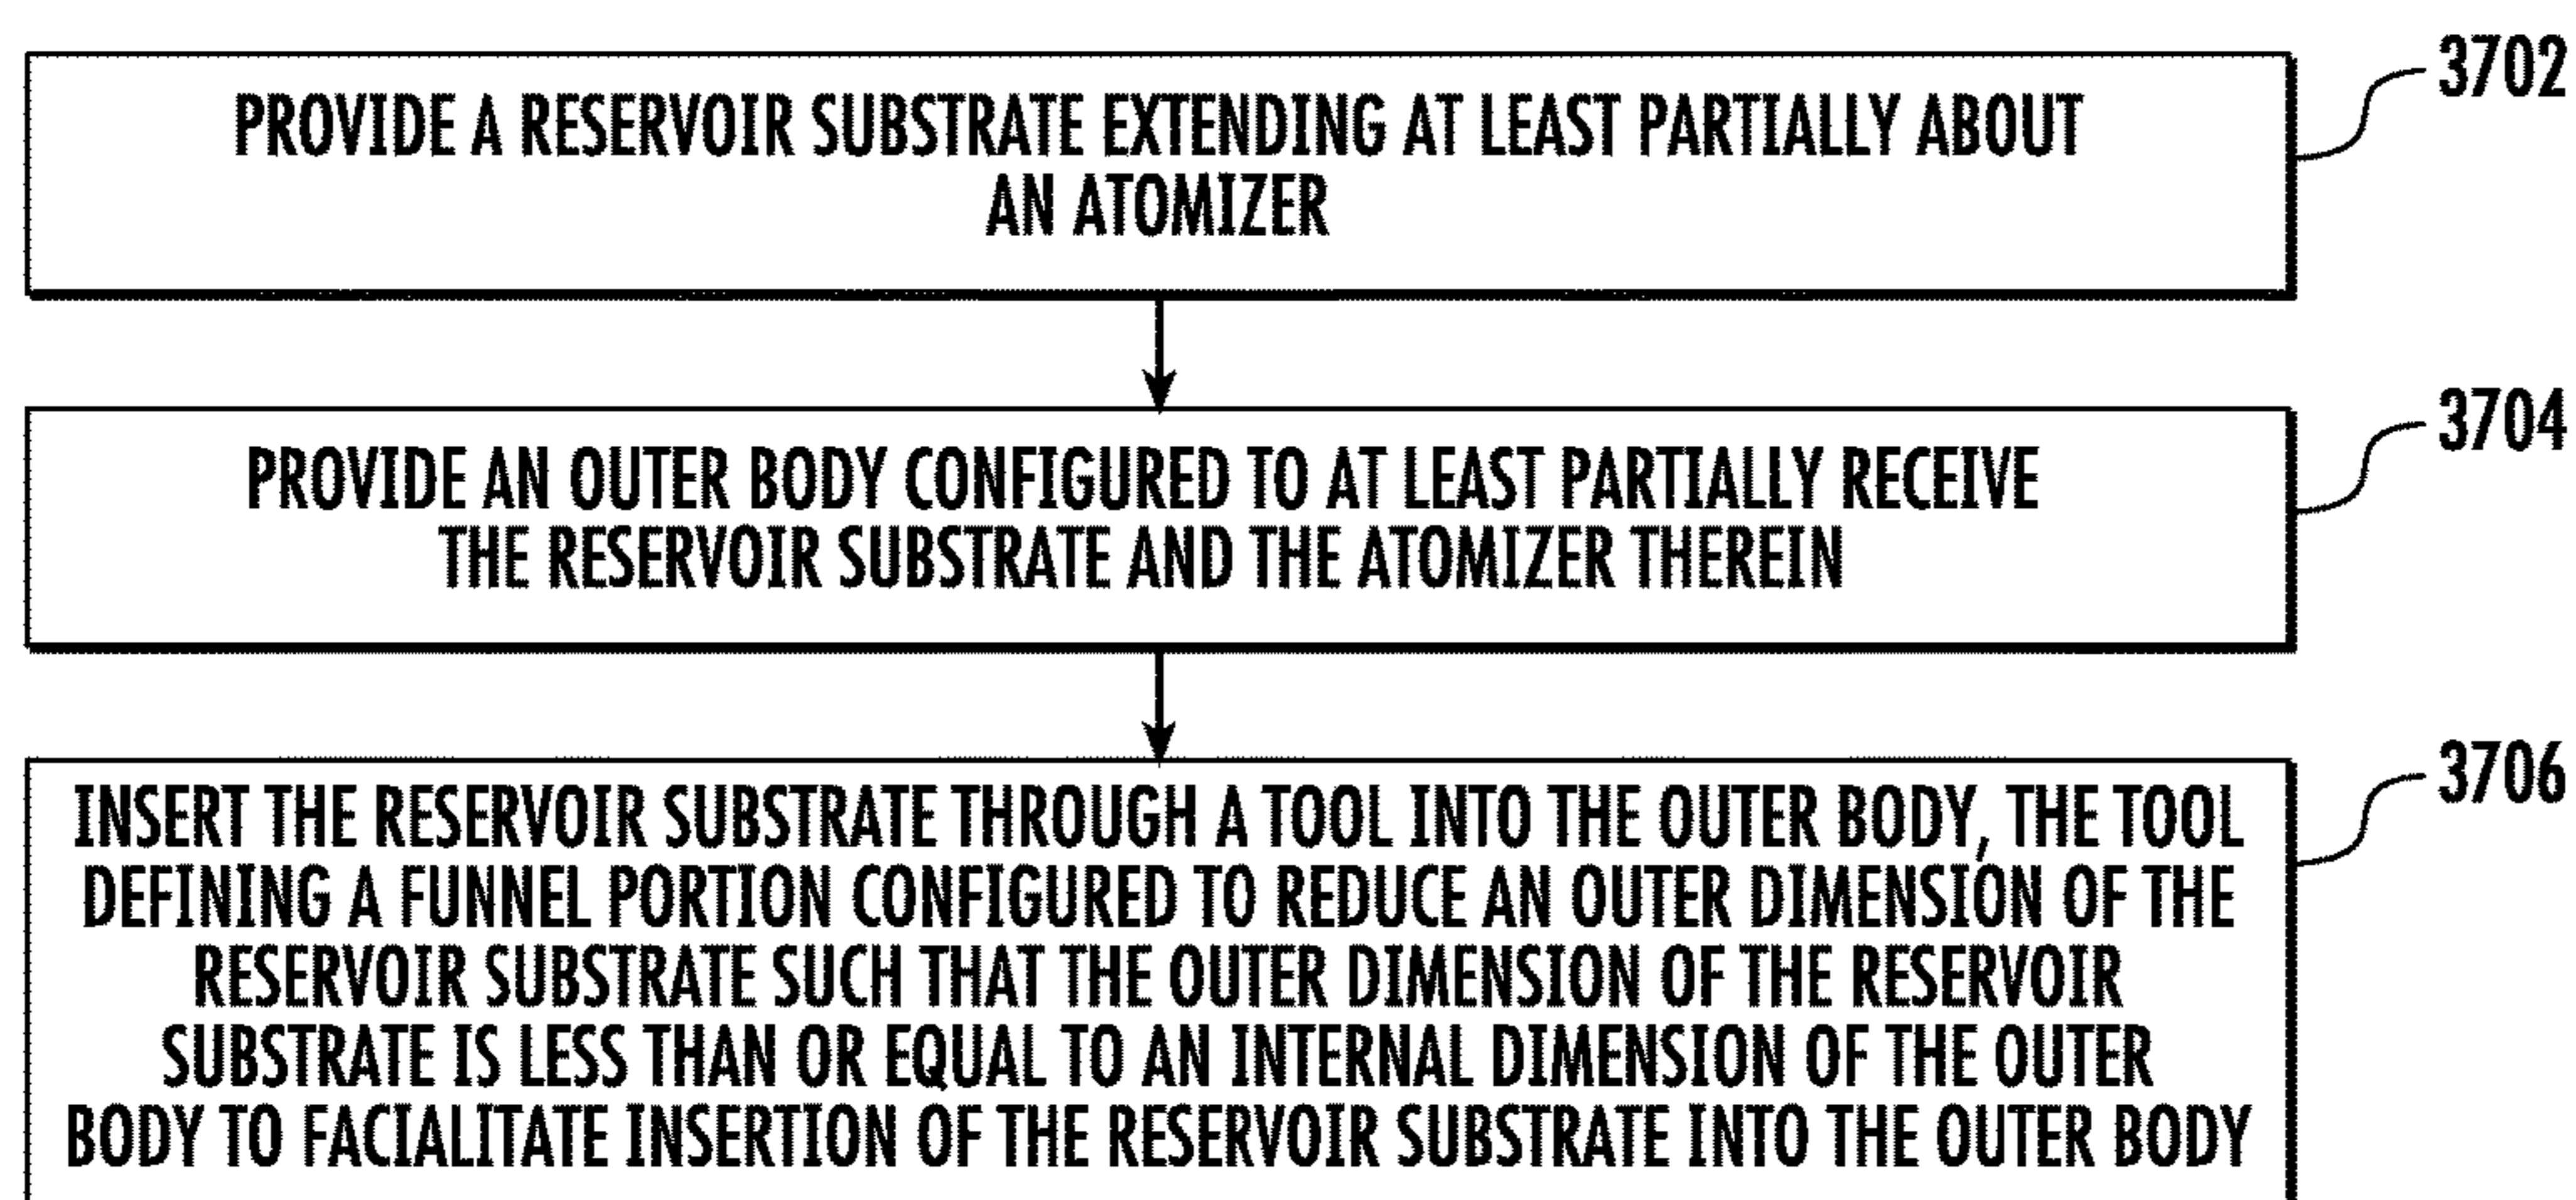 3702
PROVIDE A RESERVOIR SUBSTRATE EXTENDING AT LEAST PARTIALLY ABOUT
AN ATOMIZER
3704
PROVIDE AN OUTER BODY CONFIGURED TO AT LEAST PARTIALLY RECEIVE
THE RESERVOIR SUBSTRATE AND THE ATOMIZER THEREIN
3706
INSERT THE RESERVOIR SUBSTRATE THROUGH A TOOL INTO THE OUTER BODY, THE TOOL
DEFINING A FUNNEL PORTION CONFIGURED TO REDUCE AN OUTER DIMENSION OF THE
RESERVOIR SUBSTRATE SUCH THAT THE OUTER DIMENSION OF THE RESERVOIR
SUBSTRATE IS LESS THAN OR EQUAL TO AN INTERNAL DIMENSION OF THE OUTER
BODY TO FACIALITATE INSERTION OF THE RESERVOIR SUBSTRATE INTO THE OUTER BODY